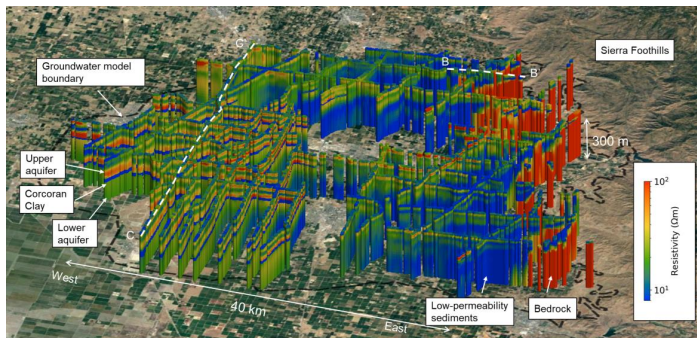 C'
Groundwater model
boundary
B
B'
Sierra Foothills
300 m
Upper
aquifer
Corcoran
Clay
Lower
aquifer
C
West
40 km
East
Low-permeability
sediments
Bedrock
10²
Resistivity (Ωm)
10¹